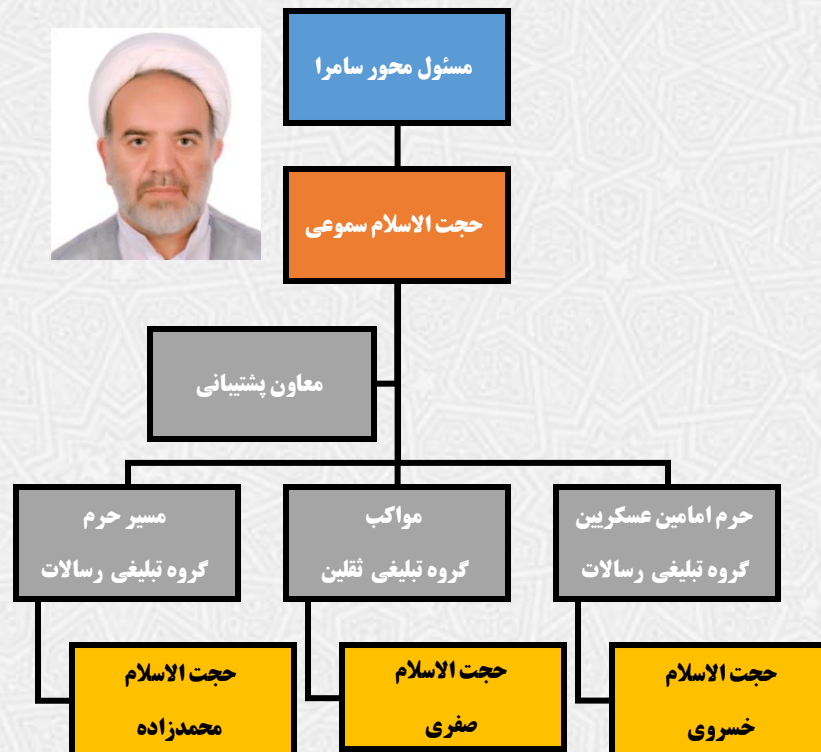 مسئول محور سامرا
حجت الاسلام سموعی
معاون پشتیبانی
حرم امامین عسکریین
گروه تبلیغی رسالات
مواکب
گروه تبلیغی ثقلین
مسیر حرم
گروه تبلیغی رسالات
حجت الاسلام
خسروی
حجت الاسلام
صفری
حجت الاسلام
محمدزاده